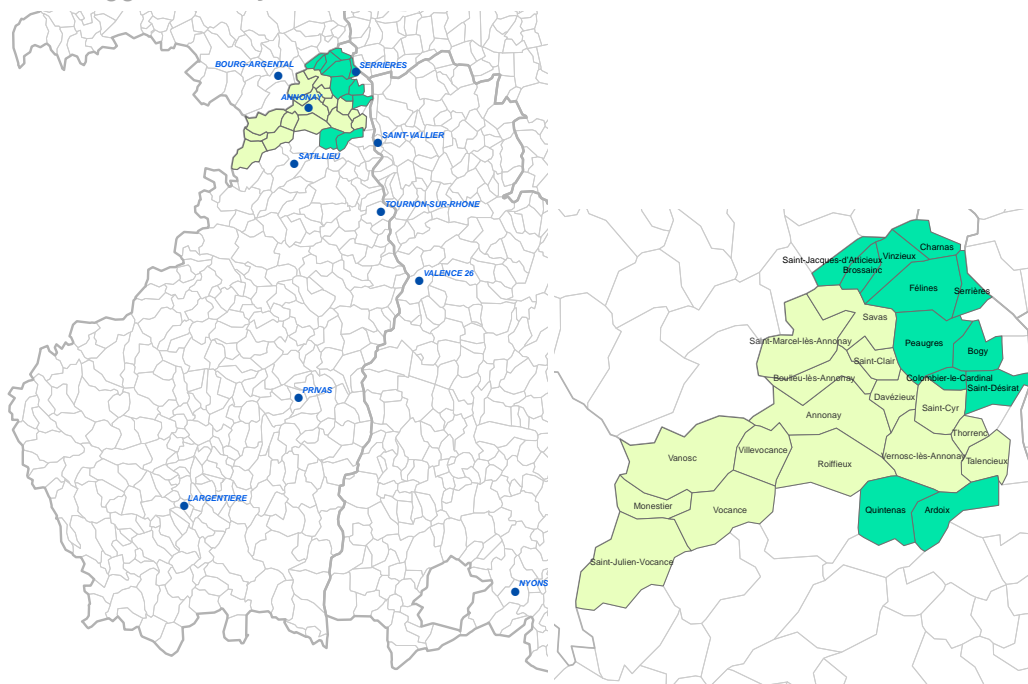 BOURG-ARGENTAL
SERRIERES
ANNONAY
SAINT-VALLIER
SATILLIEU
TOURNON-SUR-RHONE
VALENCE 26
PRIVAS
LARGENTIERE
NYONS
Charnas
Saint-Jacques-d'Atticieux
Vinzieux
Brossainc
Félines
Serrières
Savas
Saint-Marcel-lès-Annonay
Peaugres
Bogy
Saint-Clair
Boulieu-lès-Annonay
Colombier-le-Cardinal
Saint-Désirat
Davézieux
Saint-Cyr
Annonay
Thorrenc
Villevocance
Vanosc
Roiffieux
Vernosc-lès-Annonay
Talencieux
Monestier
Vocance
Quintenas
Ardoix
Saint-Julien-Vocance